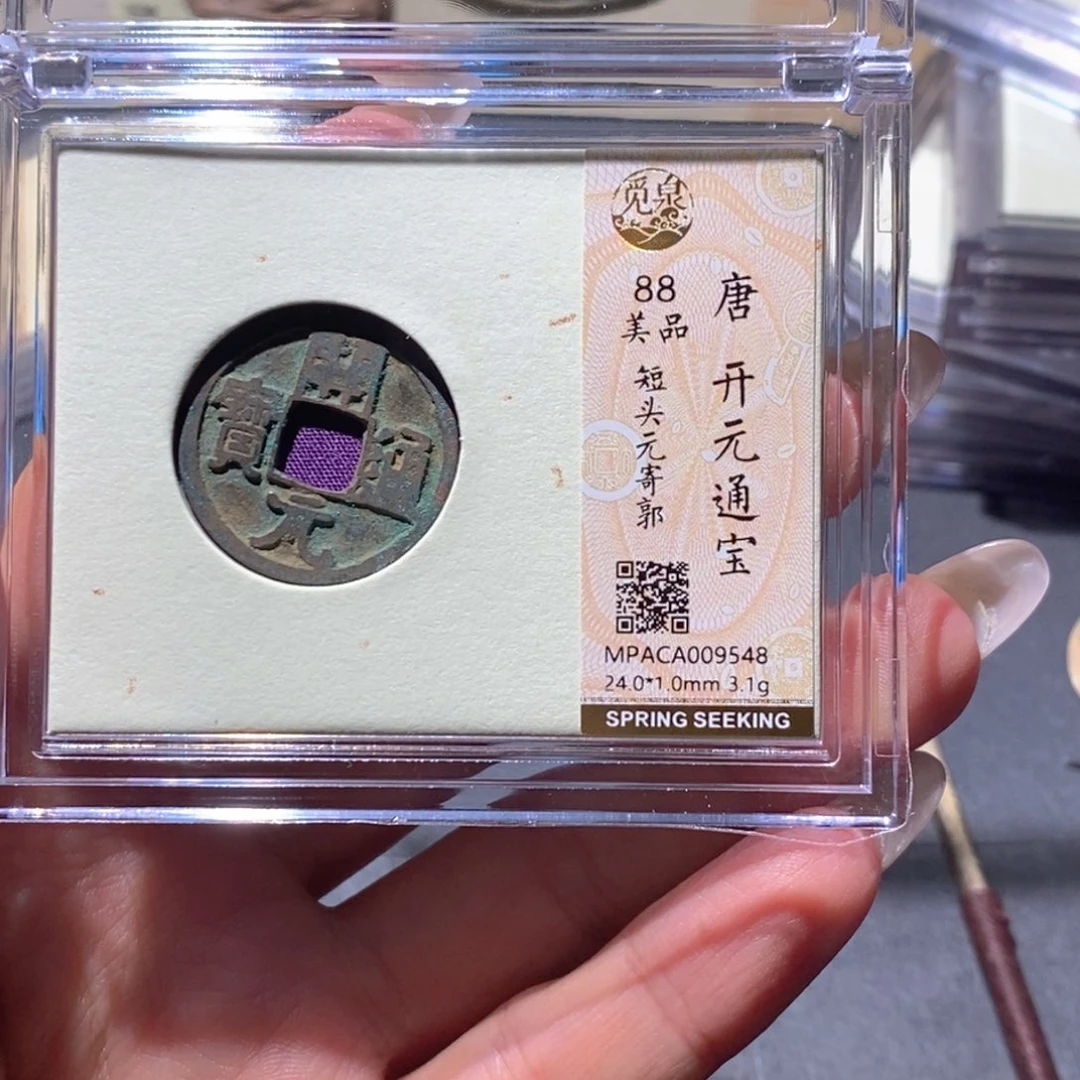 開
通
元
寶
觅泉
88
美品
唐 开元通宝
短头元寄郭
MPACA009548
24.0*1.0mm 3.1g
SPRING SEEKING